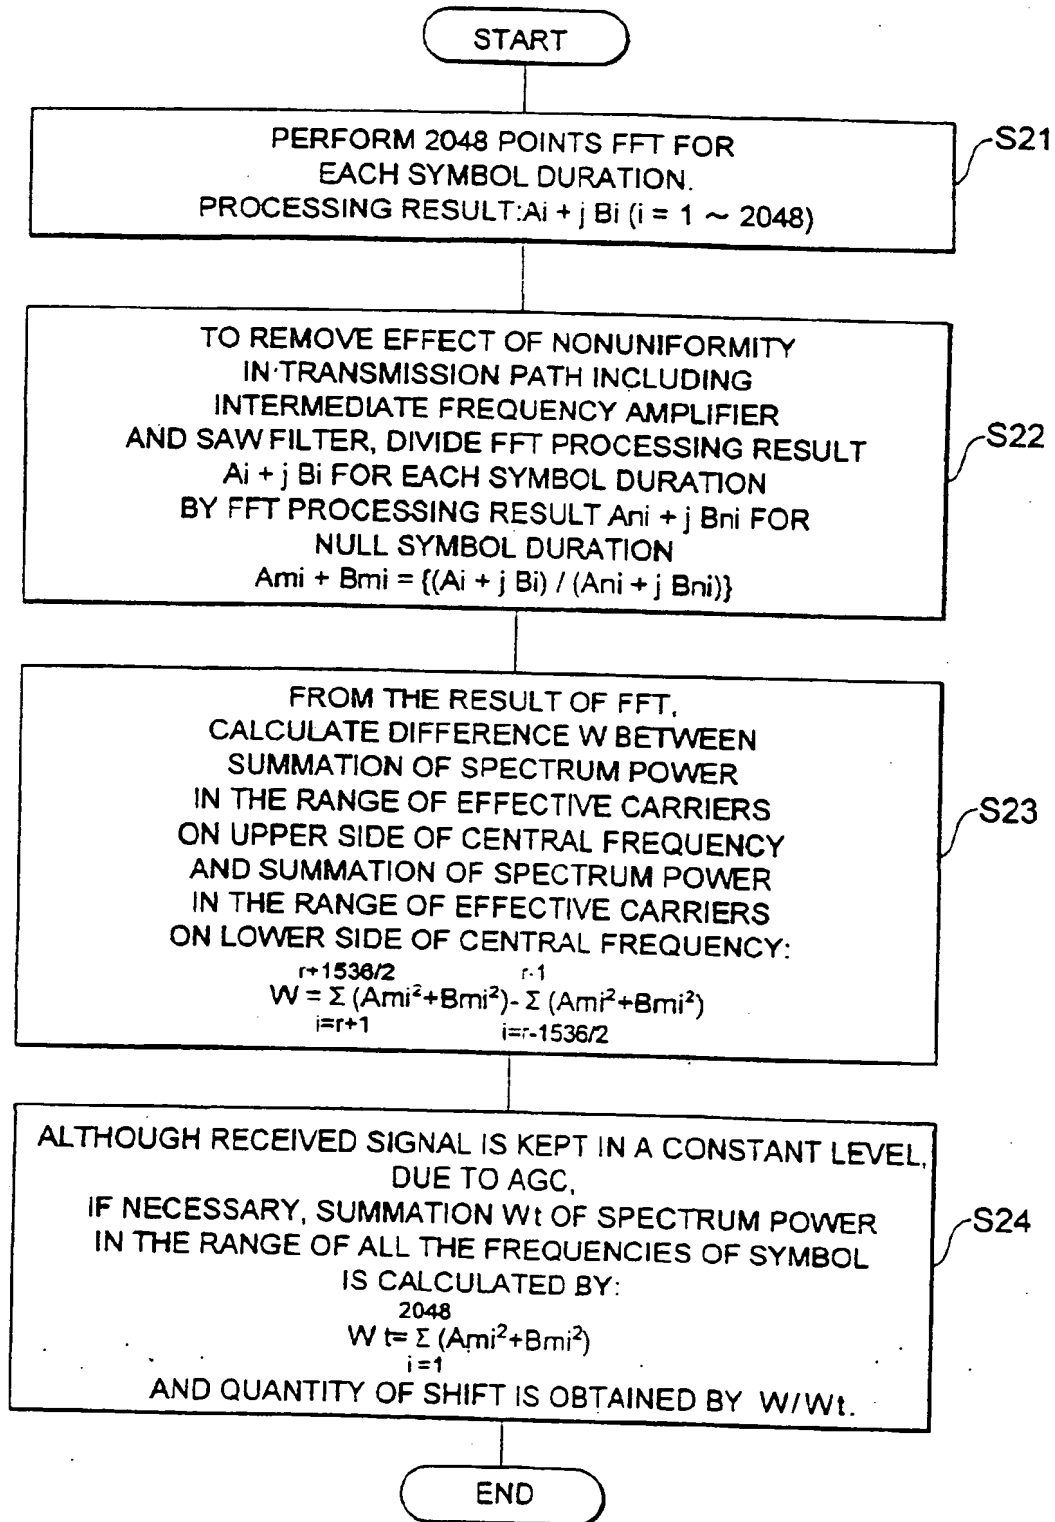 START
PERFORM 2048 POINTS FFT FOR
EACH SYMBOL DURATION.
PROCESSING RESULT:Ai + j Bi (i = 1 ~ 2048)
S21
TO REMOVE EFFECT OF NONUNIFORMITY
IN TRANSMISSION PATH INCLUDING
INTERMEDIATE FREQUENCY AMPLIFIER
AND SAW FILTER, DIVIDE FFT PROCESSING RESULT
Ai + j Bi FOR EACH SYMBOL DURATION
BY FFT PROCESSING RESULT Ani + j Bni FOR
NULL SYMBOL DURATION
Ami + Bmi = {(Ai + j Bi) / (Ani + j Bni)}
S22
FROM THE RESULT OF FFT,
CALCULATE DIFFERENCE W BETWEEN
SUMMATION OF SPECTRUM POWER
IN THE RANGE OF EFFECTIVE CARRIERS
ON UPPER SIDE OF CENTRAL FREQUENCY
AND SUMMATION OF SPECTRUM POWER
IN THE RANGE OF EFFECTIVE CARRIERS
ON LOWER SIDE OF CENTRAL FREQUENCY:
r+1536/2 r-1
W = Σ (Ami²+Bmi²)- Σ (Ami²+Bmi²)
i=r+1 i=r-1536/2
S23
ALTHOUGH RECEIVED SIGNAL IS KEPT IN A CONSTANT LEVEL,
DUE TO AGC,
IF NECESSARY, SUMMATION Wt OF SPECTRUM POWER
IN THE RANGE OF ALL THE FREQUENCIES OF SYMBOL
IS CALCULATED BY:
2048
W t= Σ (Ami²+Bmi²)
i=1
AND QUANTITY OF SHIFT IS OBTAINED BY W/Wt.
S24
END